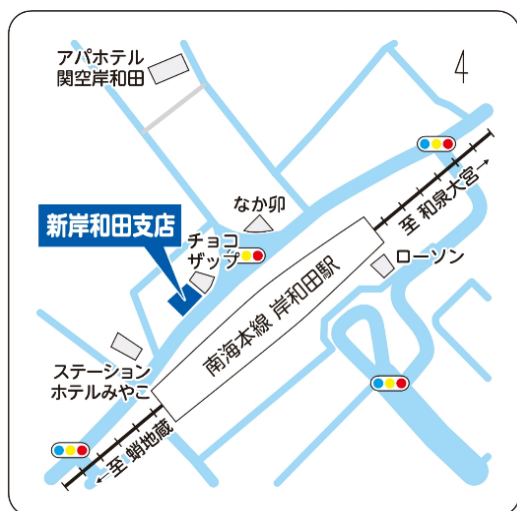 アパホテル
関空岸和田
4
なか卯
新岸和田支店
チョコ
ザップ
至 和泉大宮→
ローソン
南海本線 岸和田駅
ステーション
ホテルみやこ
←至 蛸地蔵